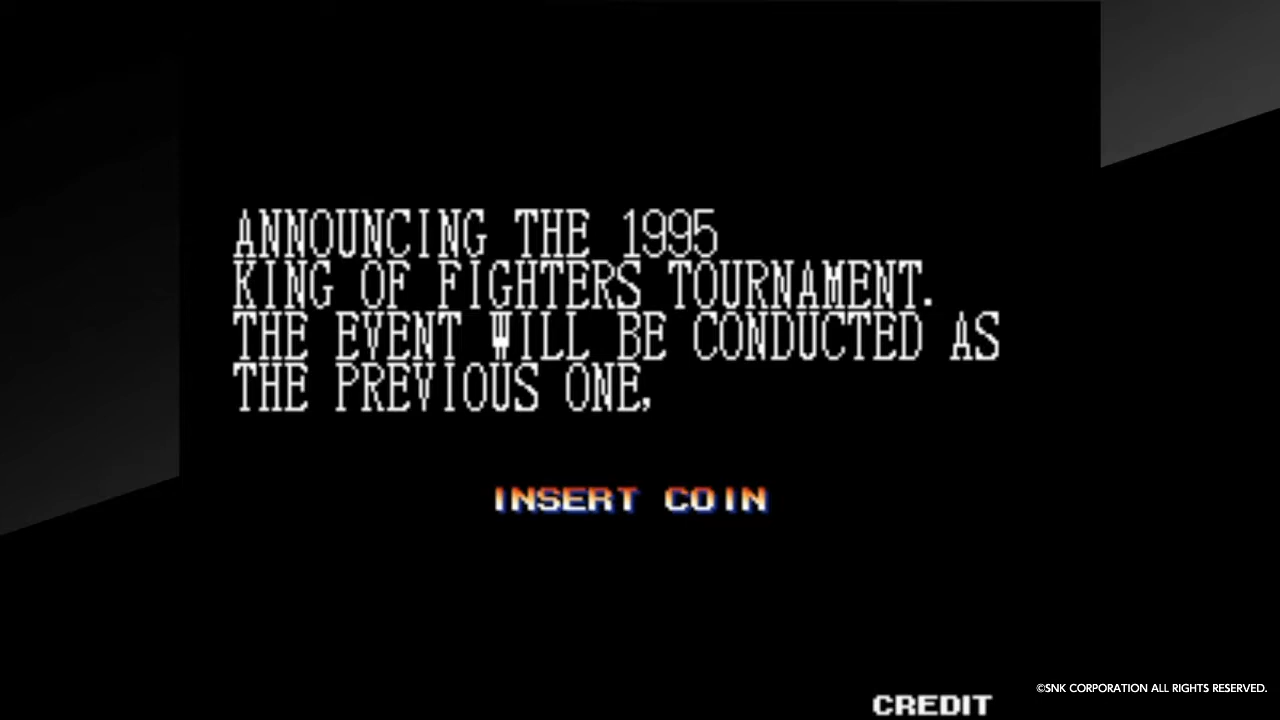 ANNOUNCING THE 1995
KING OF FIGHTERS TOURNAMENT.
THE EVENT WILL BE CONDUCTED AS
THE PREVIOUS ONE,
INSERT COIN
CREDIT
©SNK CORPORATION ALL RIGHTS RESERVED.